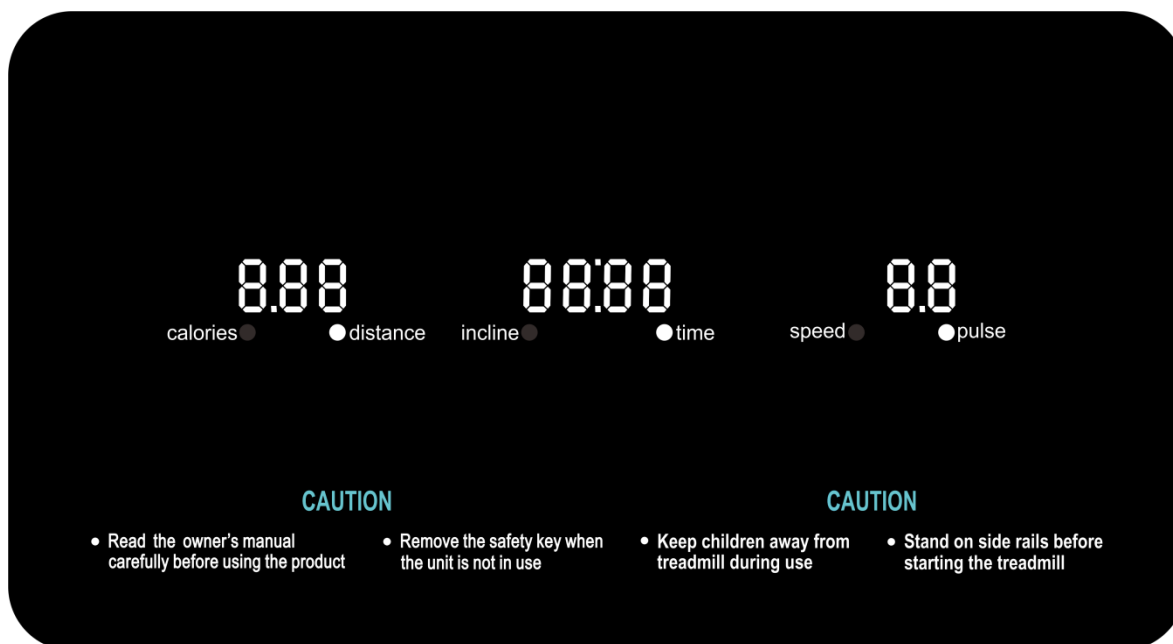 8.88 88:88 8.8
calories distance incline time speed pulse
CAUTION
• Read the owner's manual
carefully before using the product
• Remove the safety key when
the unit is not in use
CAUTION
• Keep children away from
treadmill during use
• Stand on side rails before
starting the treadmill